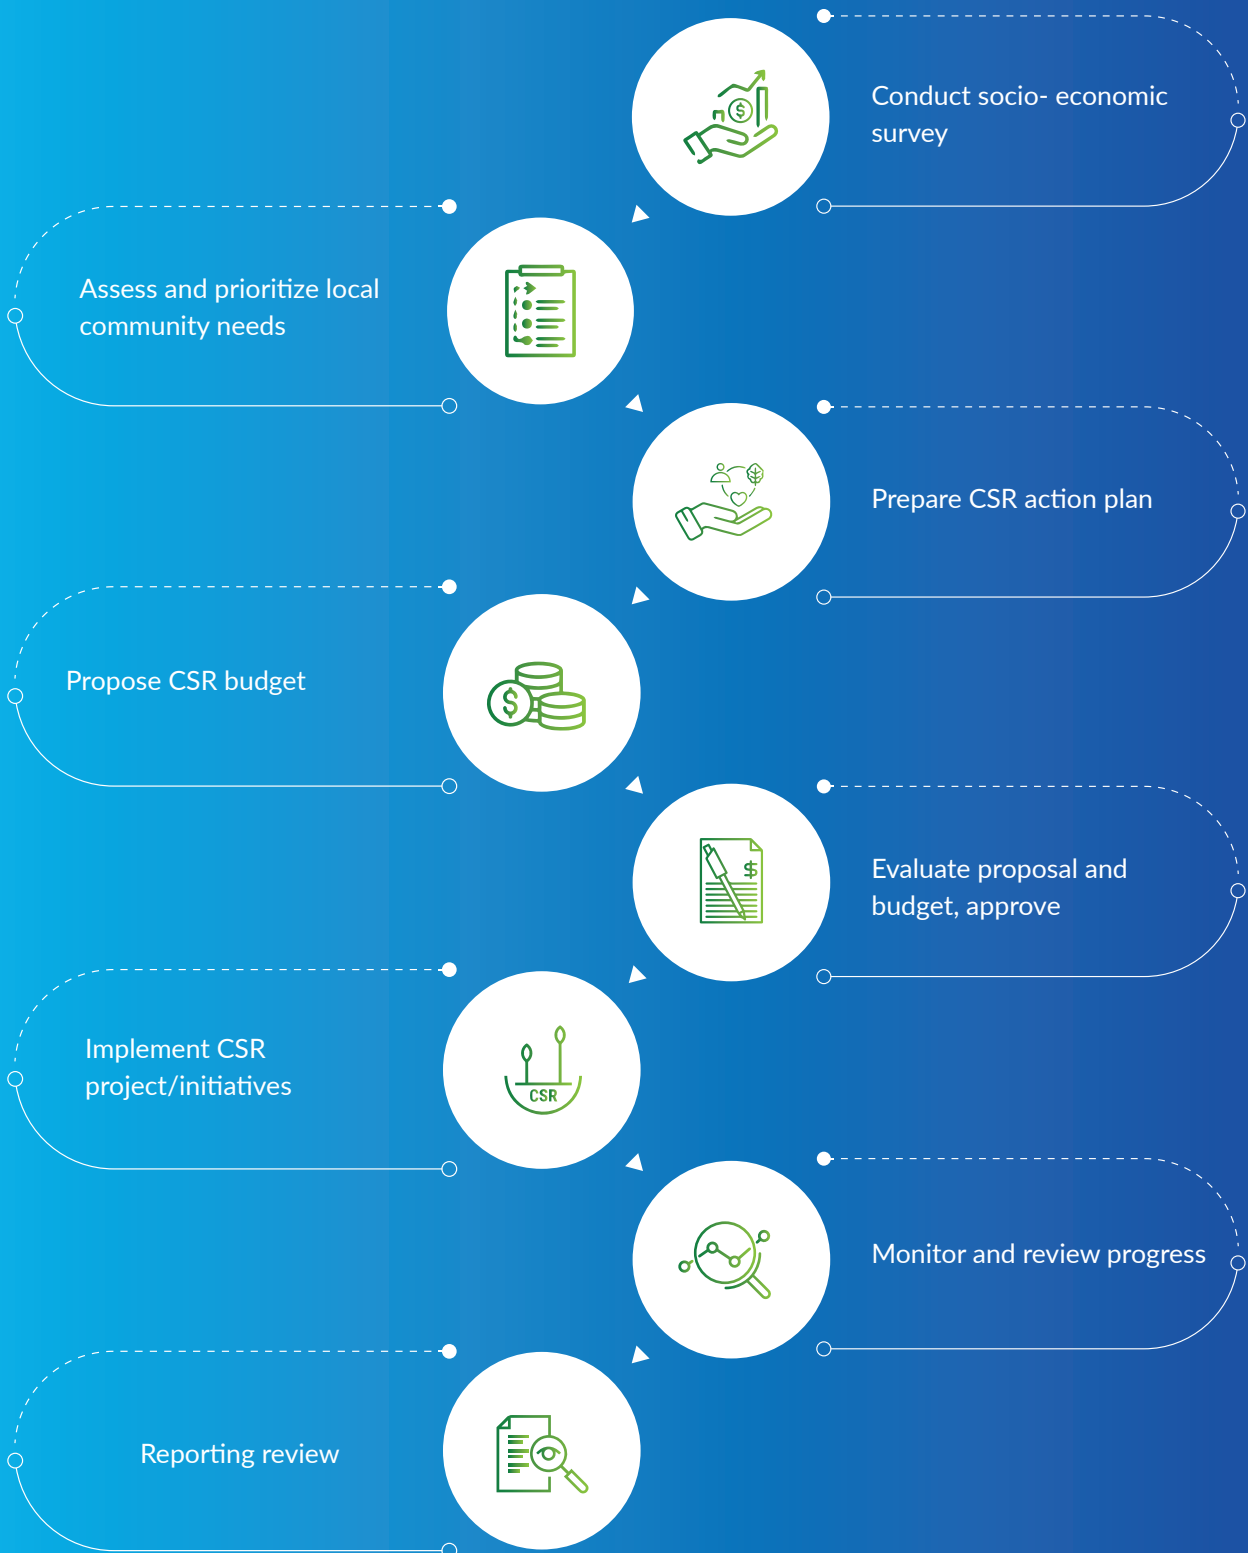 Conduct socio- economic
survey
Assess and prioritize local
community needs
Prepare CSR action plan
Propose CSR budget
$
Evaluate proposal and
budget, approve
$
Implement CSR
project/initiatives
CSR
Monitor and review progress
Reporting review